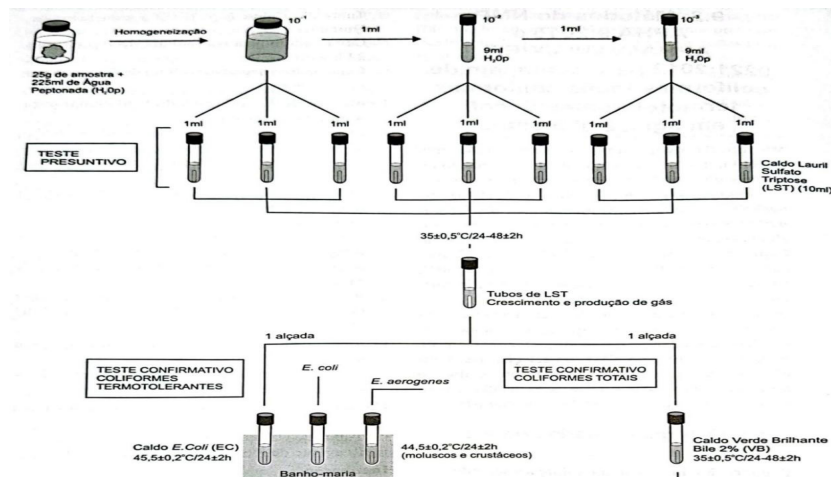 Homogeneização
10⁻¹
1ml
10⁻²
1ml
10⁻³
25g de amostra +
225ml de Água
Peptonada (H₂0p)
9ml
H₂0p
9ml
H₂0p
1ml 1ml 1ml 1ml 1ml 1ml 1ml 1ml 1ml
TESTE
PRESUNTIVO
Caldo Lauril
Sulfato
Triptose
(LST) (10ml)
35±0,5°C/24-48±2h
Tubos de LST
Crescimento e produção de gás
1 alçada
1 alçada
TESTE CONFIRMATIVO
COLIFORMES
TERMOTOLERANTES
E. coli
E. aerogenes
TESTE CONFIRMATIVO
COLIFORMES TOTAIS
Caldo E.Coli (EC)
45,5±0,2°C/24±2h
44,5±0,2°C/24±2h
(moluscos e crustáceos)
Banho-maria
Caldo Verde Brilhante
Bile 2% (VB)
35±0,5°C/24-48±2h